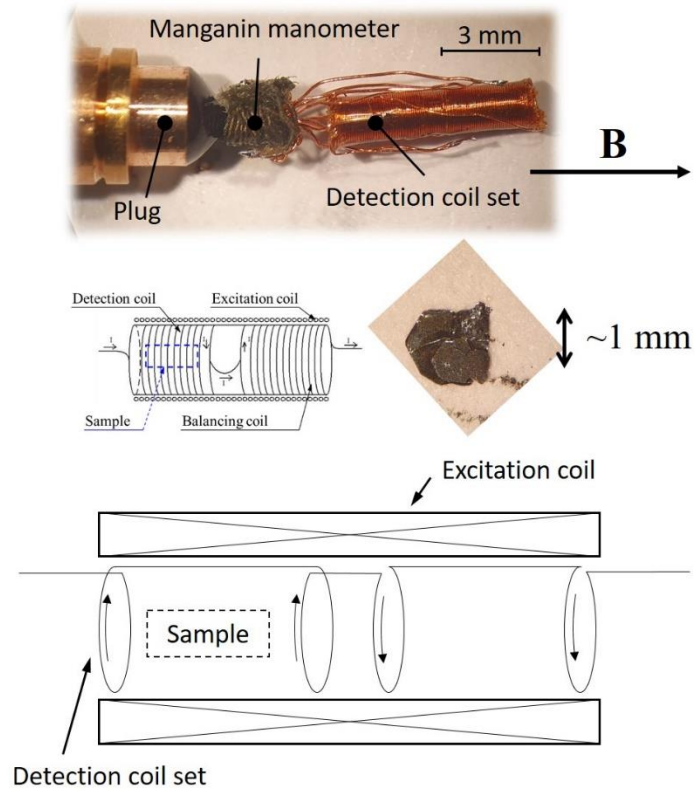 Manganin manometer
3 mm
B
Plug
Detection coil set
Detection coil
Excitation coil
~1 mm
I
I
I
I
I
Sample
Balancing coil
Excitation coil
Sample
Detection coil set